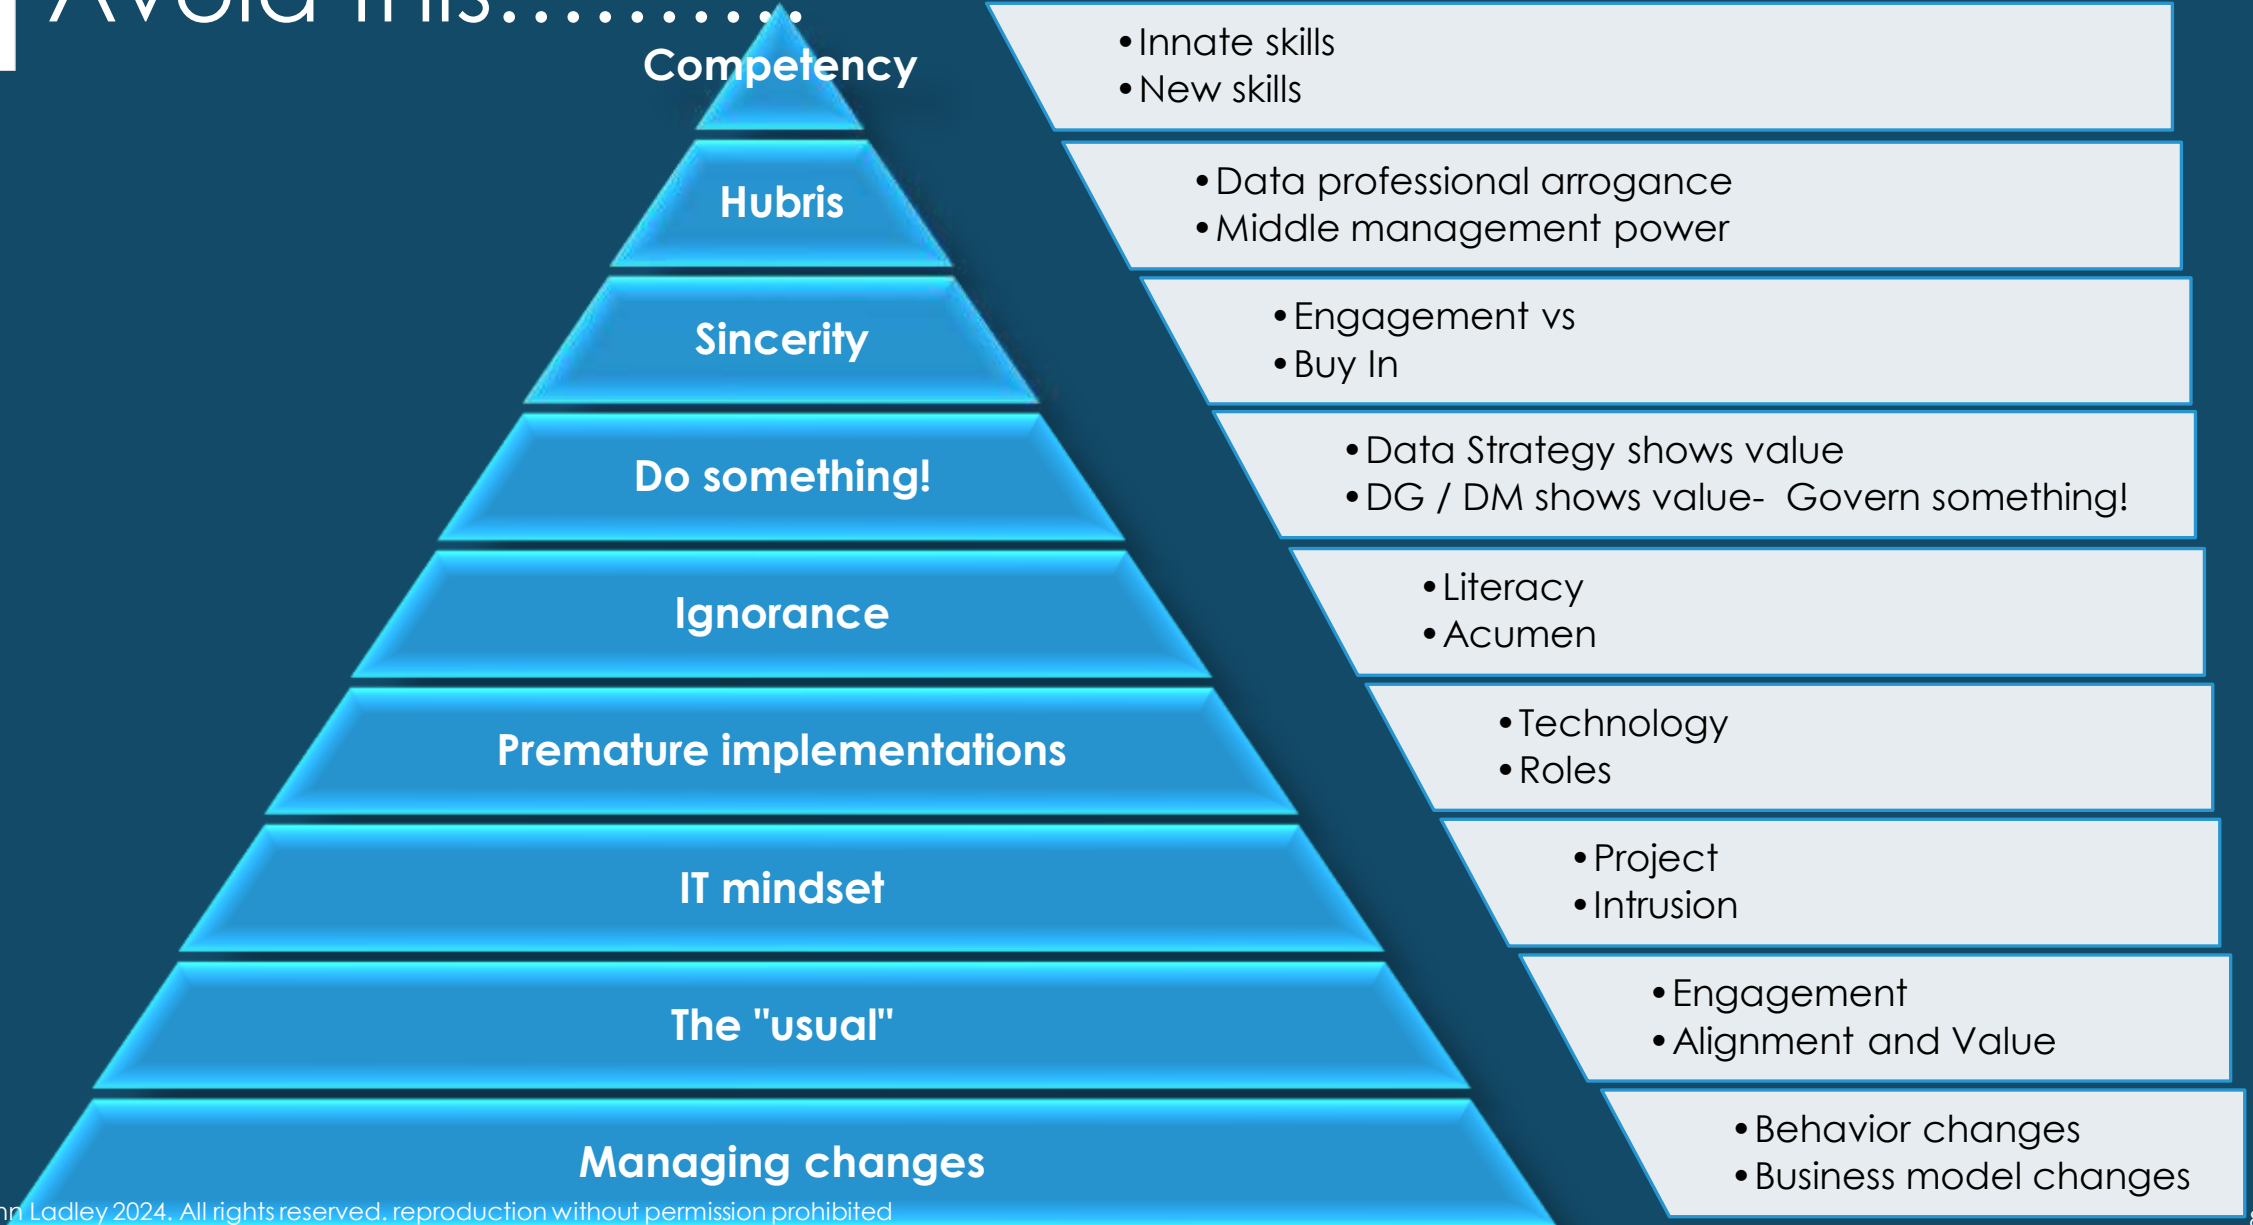 Avoid this..........
Competency
• Innate skills
• New skills
Hubris
• Data professional arrogance
• Middle management power
Sincerity
• Engagement vs
• Buy In
Do something!
• Data Strategy shows value
• DG / DM shows value- Govern something!
Ignorance
• Literacy
• Acumen
Premature implementations
• Technology
• Roles
IT mindset
• Project
• Intrusion
The "usual"
• Engagement
• Alignment and Value
Managing changes
• Behavior changes
• Business model changes
Ladley 2024. All rights reserved. reproduction without permission prohibited